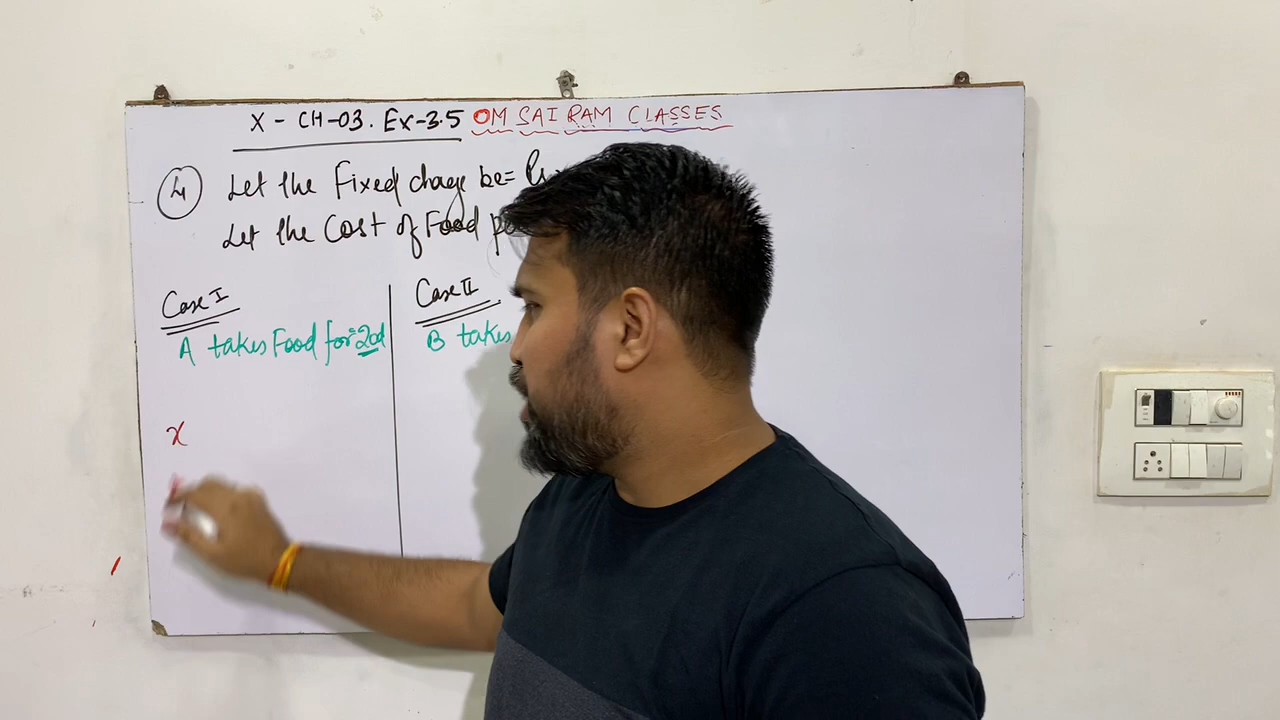 X - CH-03. Ex-3.5 OM SAI RAM CLASSES
4 Let the Fixed charge be=
Let the Cost of Food
Case I
Case II
A takes Food for = 20d
B takes
x